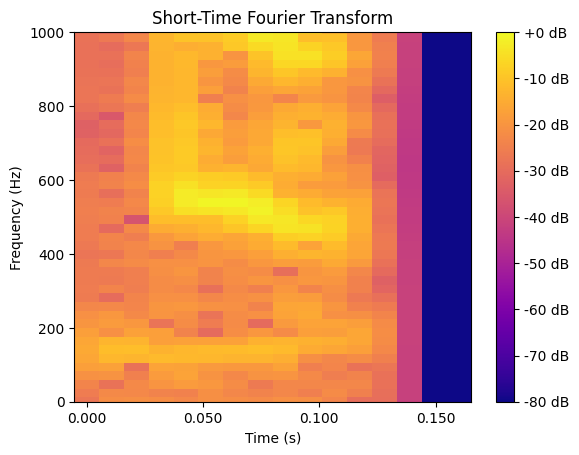 Short-Time Fourier Transform
1000
800
600
400
200
0
Frequency (Hz)
0.000
0.050
0.100
0.150
Time (s)
+0 dB
-10 dB
-20 dB
-30 dB
-40 dB
-50 dB
-60 dB
-70 dB
-80 dB